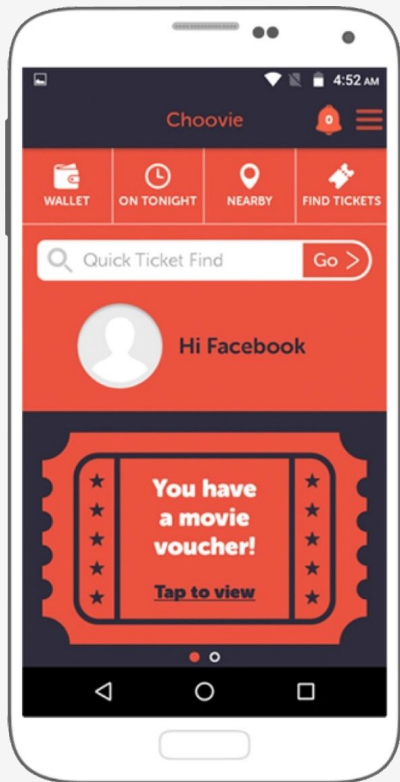 4:52 AM
Choovie
0
WALLET
ON TONIGHT
NEARBY
FIND TICKETS
Quick Ticket Find
Go >
Hi Facebook
You have
a movie
voucher!
Tap to view